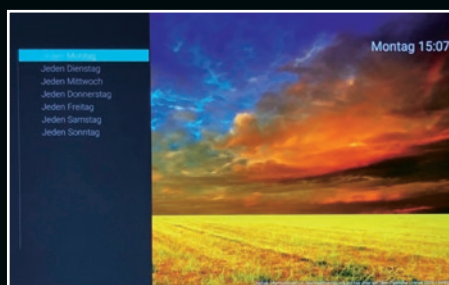 Jeden Montag
Jeden Dienstag
Jeden Mittwoch
Jeden Donnerstag
Jeden Freitag
Jeden Samstag
Jeden Sonntag
Montag 15:07